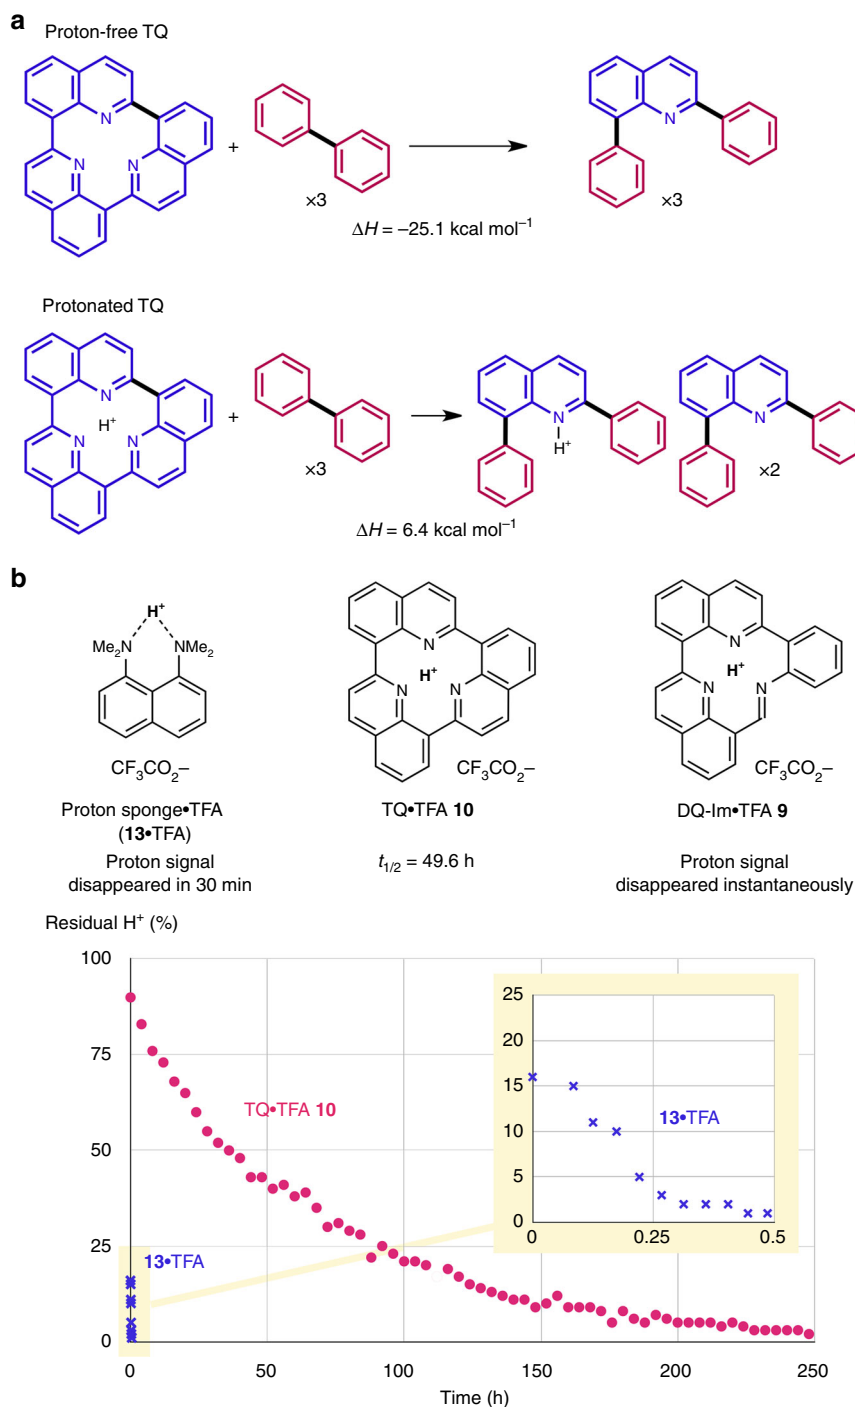 a
Proton-free TQ
N
N
N
+
×3
N
×3
ΔH = –25.1 kcal mol⁻¹
Protonated TQ
N
H⁺
N
N
+
×3
N
H⁺
N
×2
ΔH = 6.4 kcal mol⁻¹
b
H⁺
Me₂N
NMe₂
CF₃CO₂–
Proton sponge•TFA
(13•TFA)
Proton signal
disappeared in 30 min
N
H⁺
N
N
CF₃CO₂–
TQ•TFA 10
t₁/₂ = 49.6 h
N
H⁺
N
N
CF₃CO₂–
DQ-Im•TFA 9
Proton signal
disappeared instantaneously
Residual H⁺ (%)
100
75
50
25
0
TQ•TFA 10
13•TFA
25
20
15
10
5
0
13•TFA
0
0.25
0.5
0
50
100
150
200
250
Time (h)